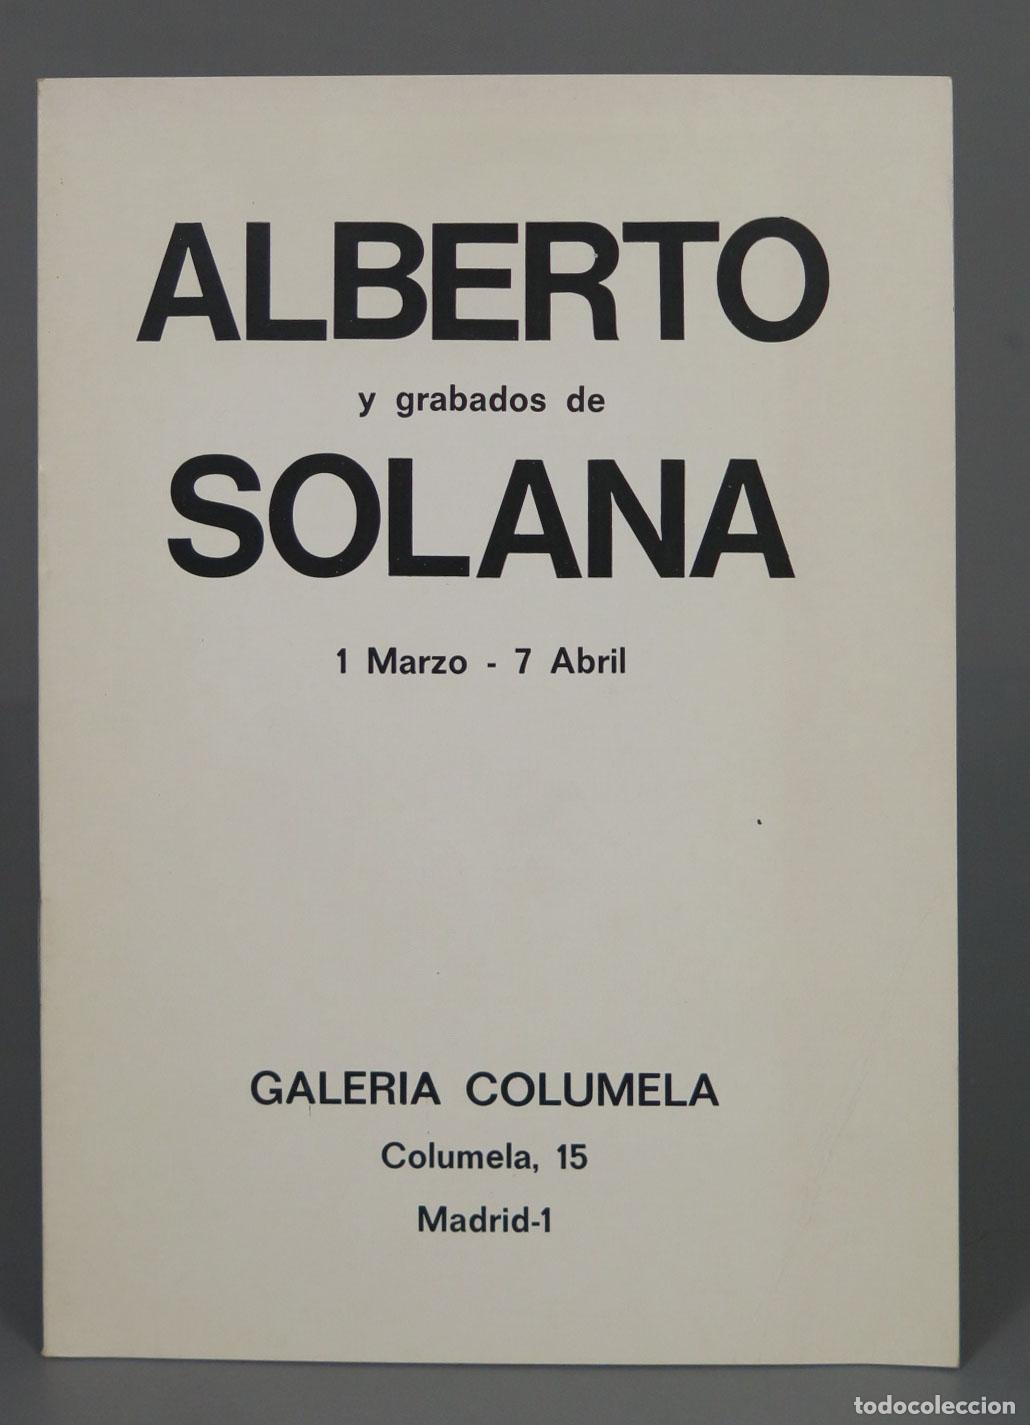 ALBERTO
y grabados de
SOLANA
1 Marzo - 7 Abril
GALERIA COLUMELA
Columela, 15
Madrid-1
todocoleccion